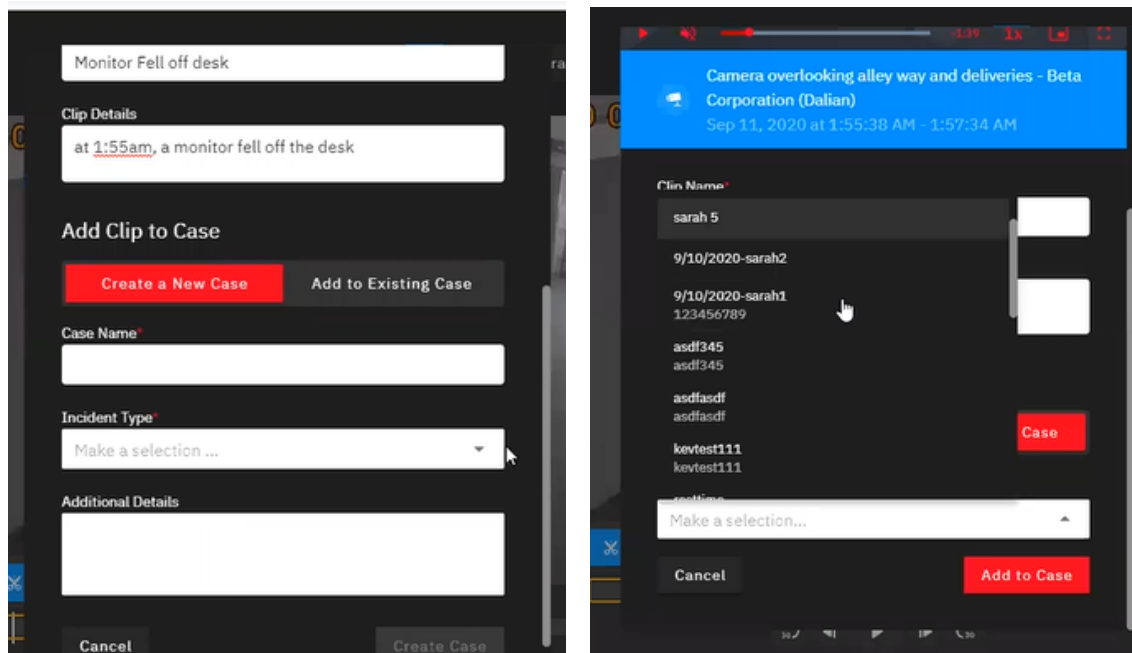 Monitor Fell off desk
Clip Details
at 1:55am, a monitor fell off the desk
Add Clip to Case
Create a New Case
Add to Existing Case
Case Name*
Incident Type*
Make a selection ...
Additional Details
Cancel
Create Case
-1:39
1x
Camera overlooking alley way and deliveries - Beta
Corporation (Dalian)
Sep 11, 2020 at 1:55:38 AM - 1:57:34 AM
Clip Name*
sarah 5
9/10/2020-sarah2
9/10/2020-sarah1
123456789
asdf345
asdf345
asdfasdf
asdfasdf
kevtest111
kevtest111
Case
Make a selection...
Cancel
Add to Case